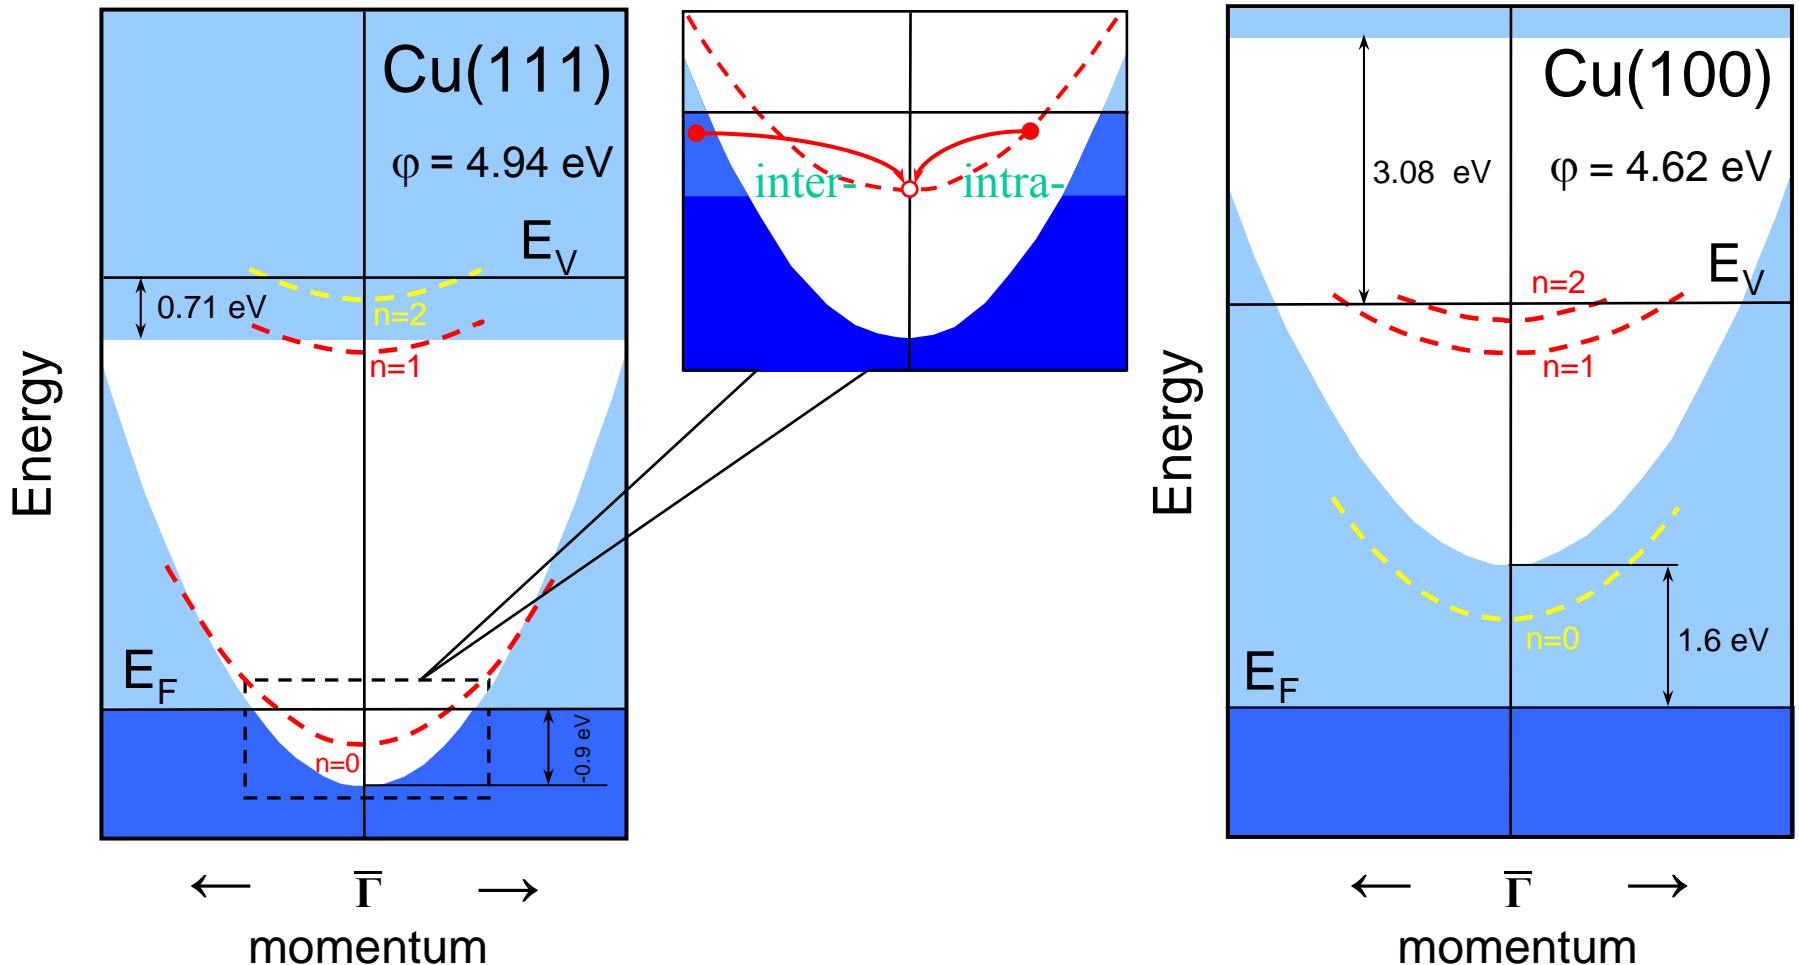 Cu(111)
φ = 4.94 eV
E_V
0.71 eV
n=2
n=1
Energy
E_F
n=0
-0.9 eV
← Γ̅ →
momentum
inter-
intra-
Cu(100)
3.08 eV
φ = 4.62 eV
E_V
n=2
n=1
Energy
n=0
1.6 eV
E_F
← Γ̅ →
momentum